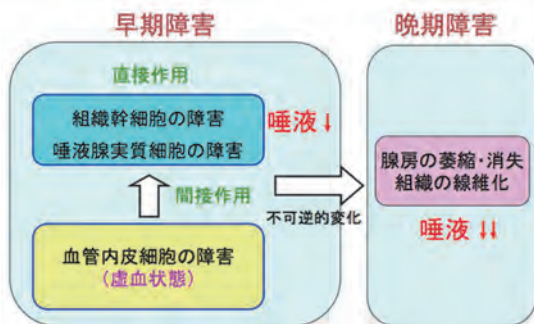 早期障害
晩期障害
直接作用
組織幹細胞の障害
唾液腺実質細胞の障害
唾液↓
間接作用
不可逆的変化
血管内皮細胞の障害
(虚血状態)
腺房の萎縮・消失
組織の線維化
唾液 ↓↓